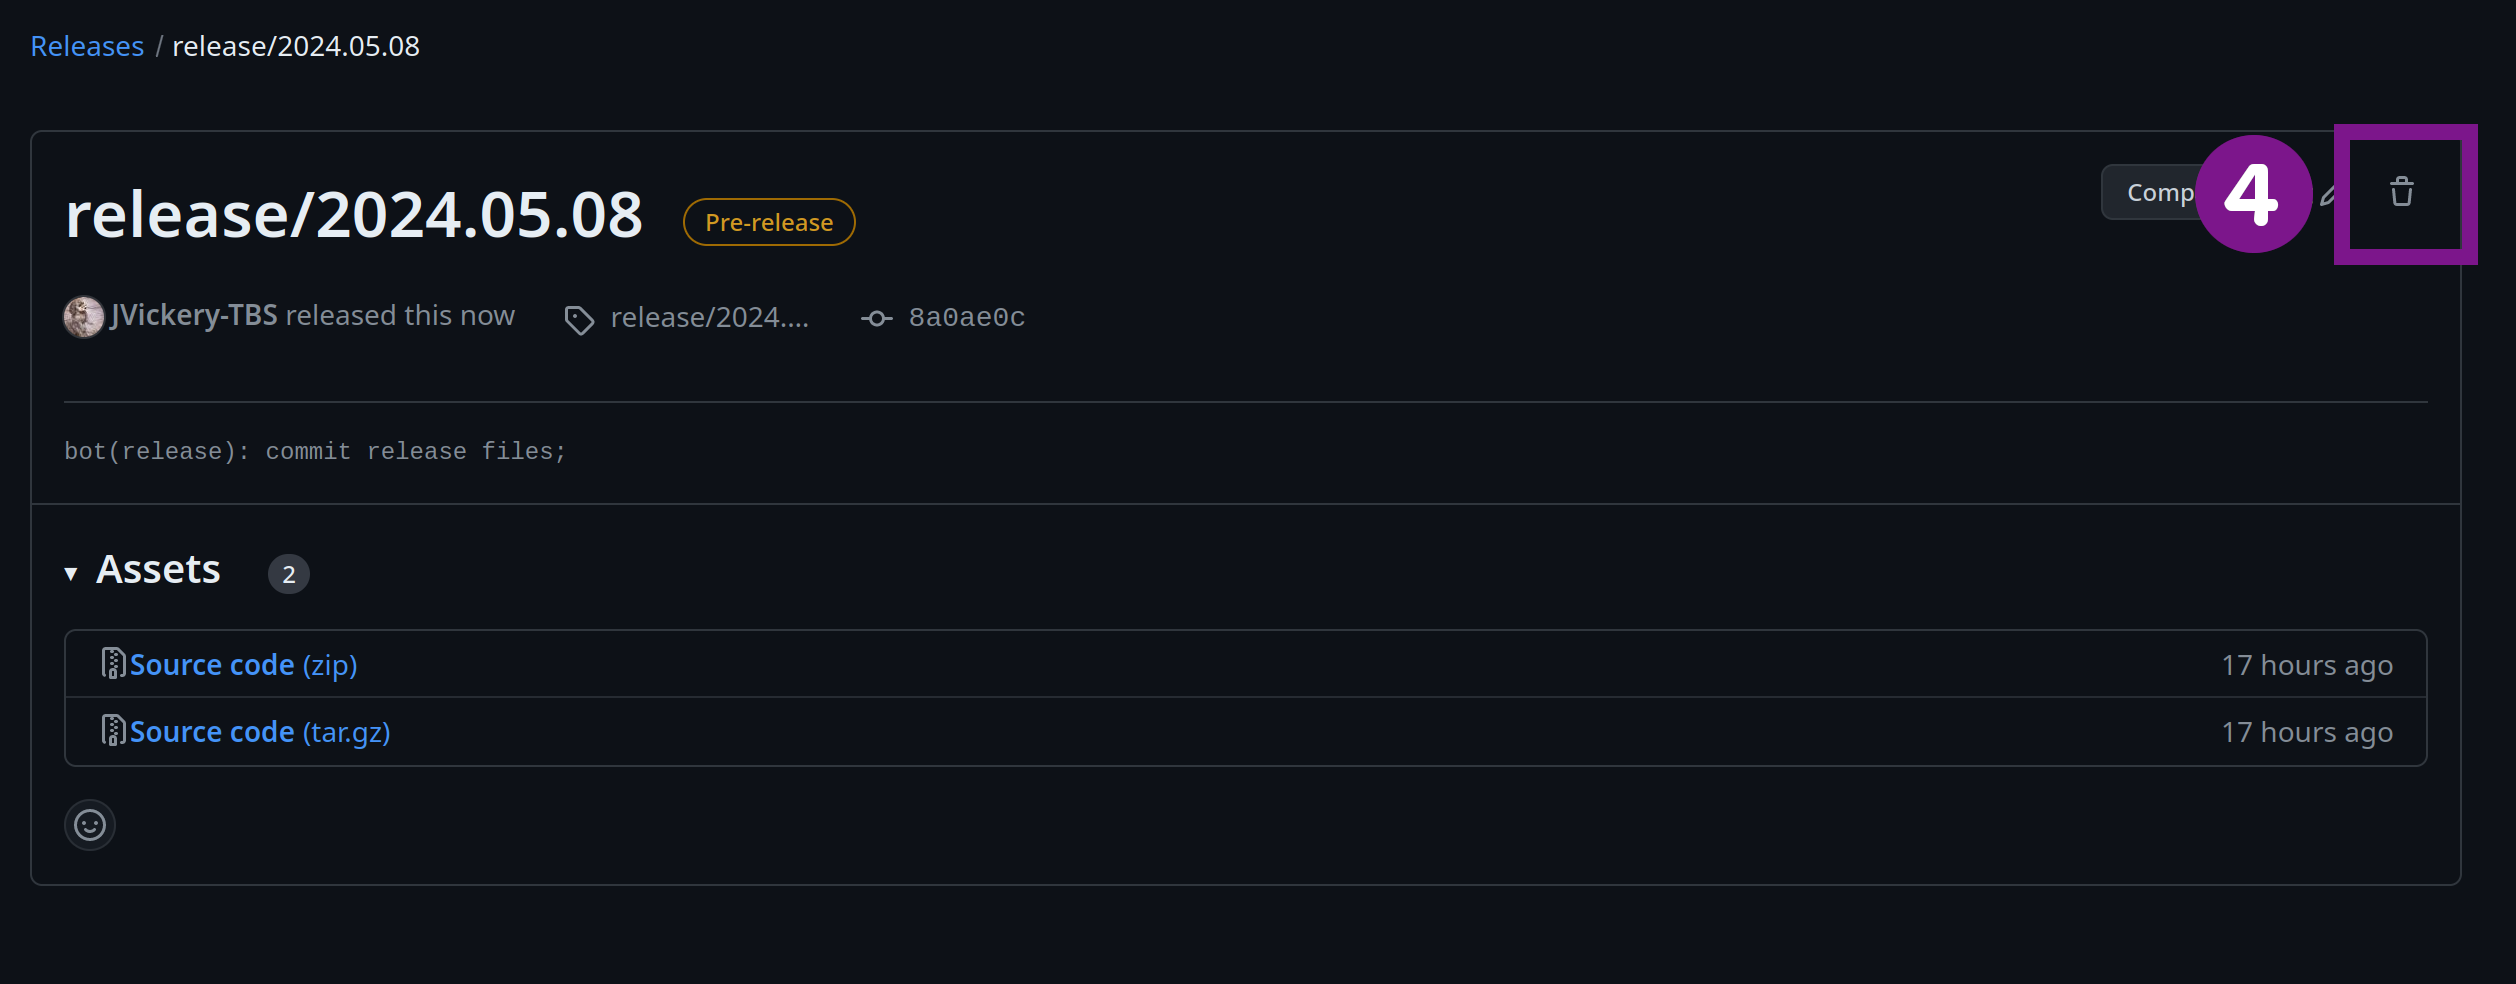 Releases / release/2024.05.08
release/2024.05.08 Pre-release Comp 4
JVickery-TBS released this now release/2024.... 8a0ae0c
bot(release): commit release files;
▾ Assets 2
Source code (zip) 17 hours ago
Source code (tar.gz) 17 hours ago